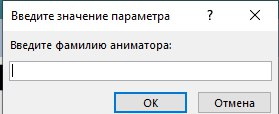 Введите значение параметра ? ×
Введите фамилию аниматора:
ОК Отмена